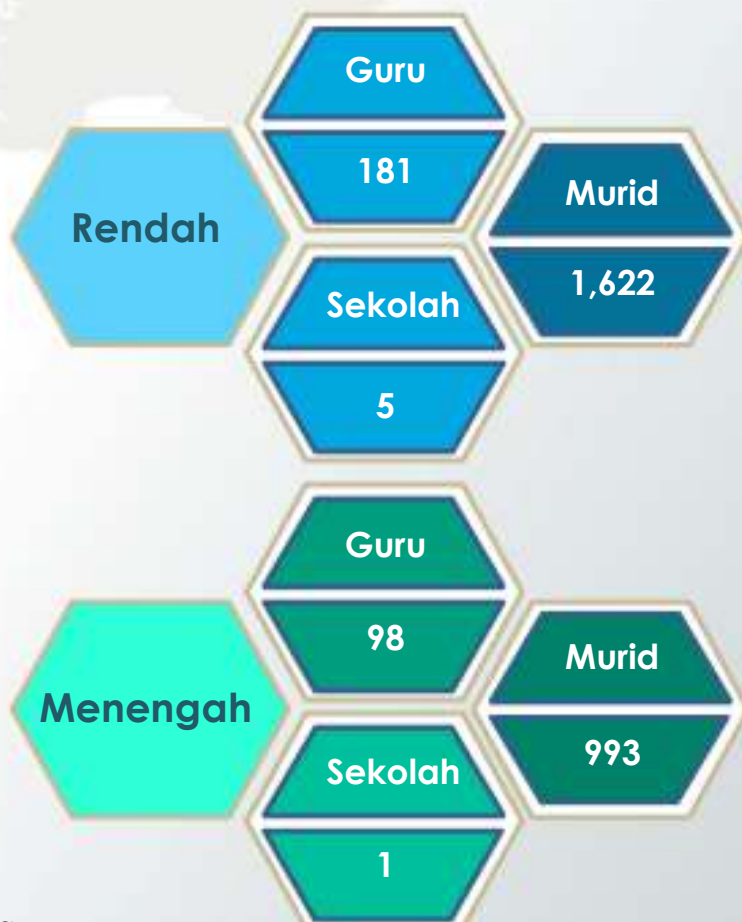 Rendah
Guru
181
Sekolah
5
Murid
1,622
Menengah
Guru
98
Sekolah
1
Murid
993